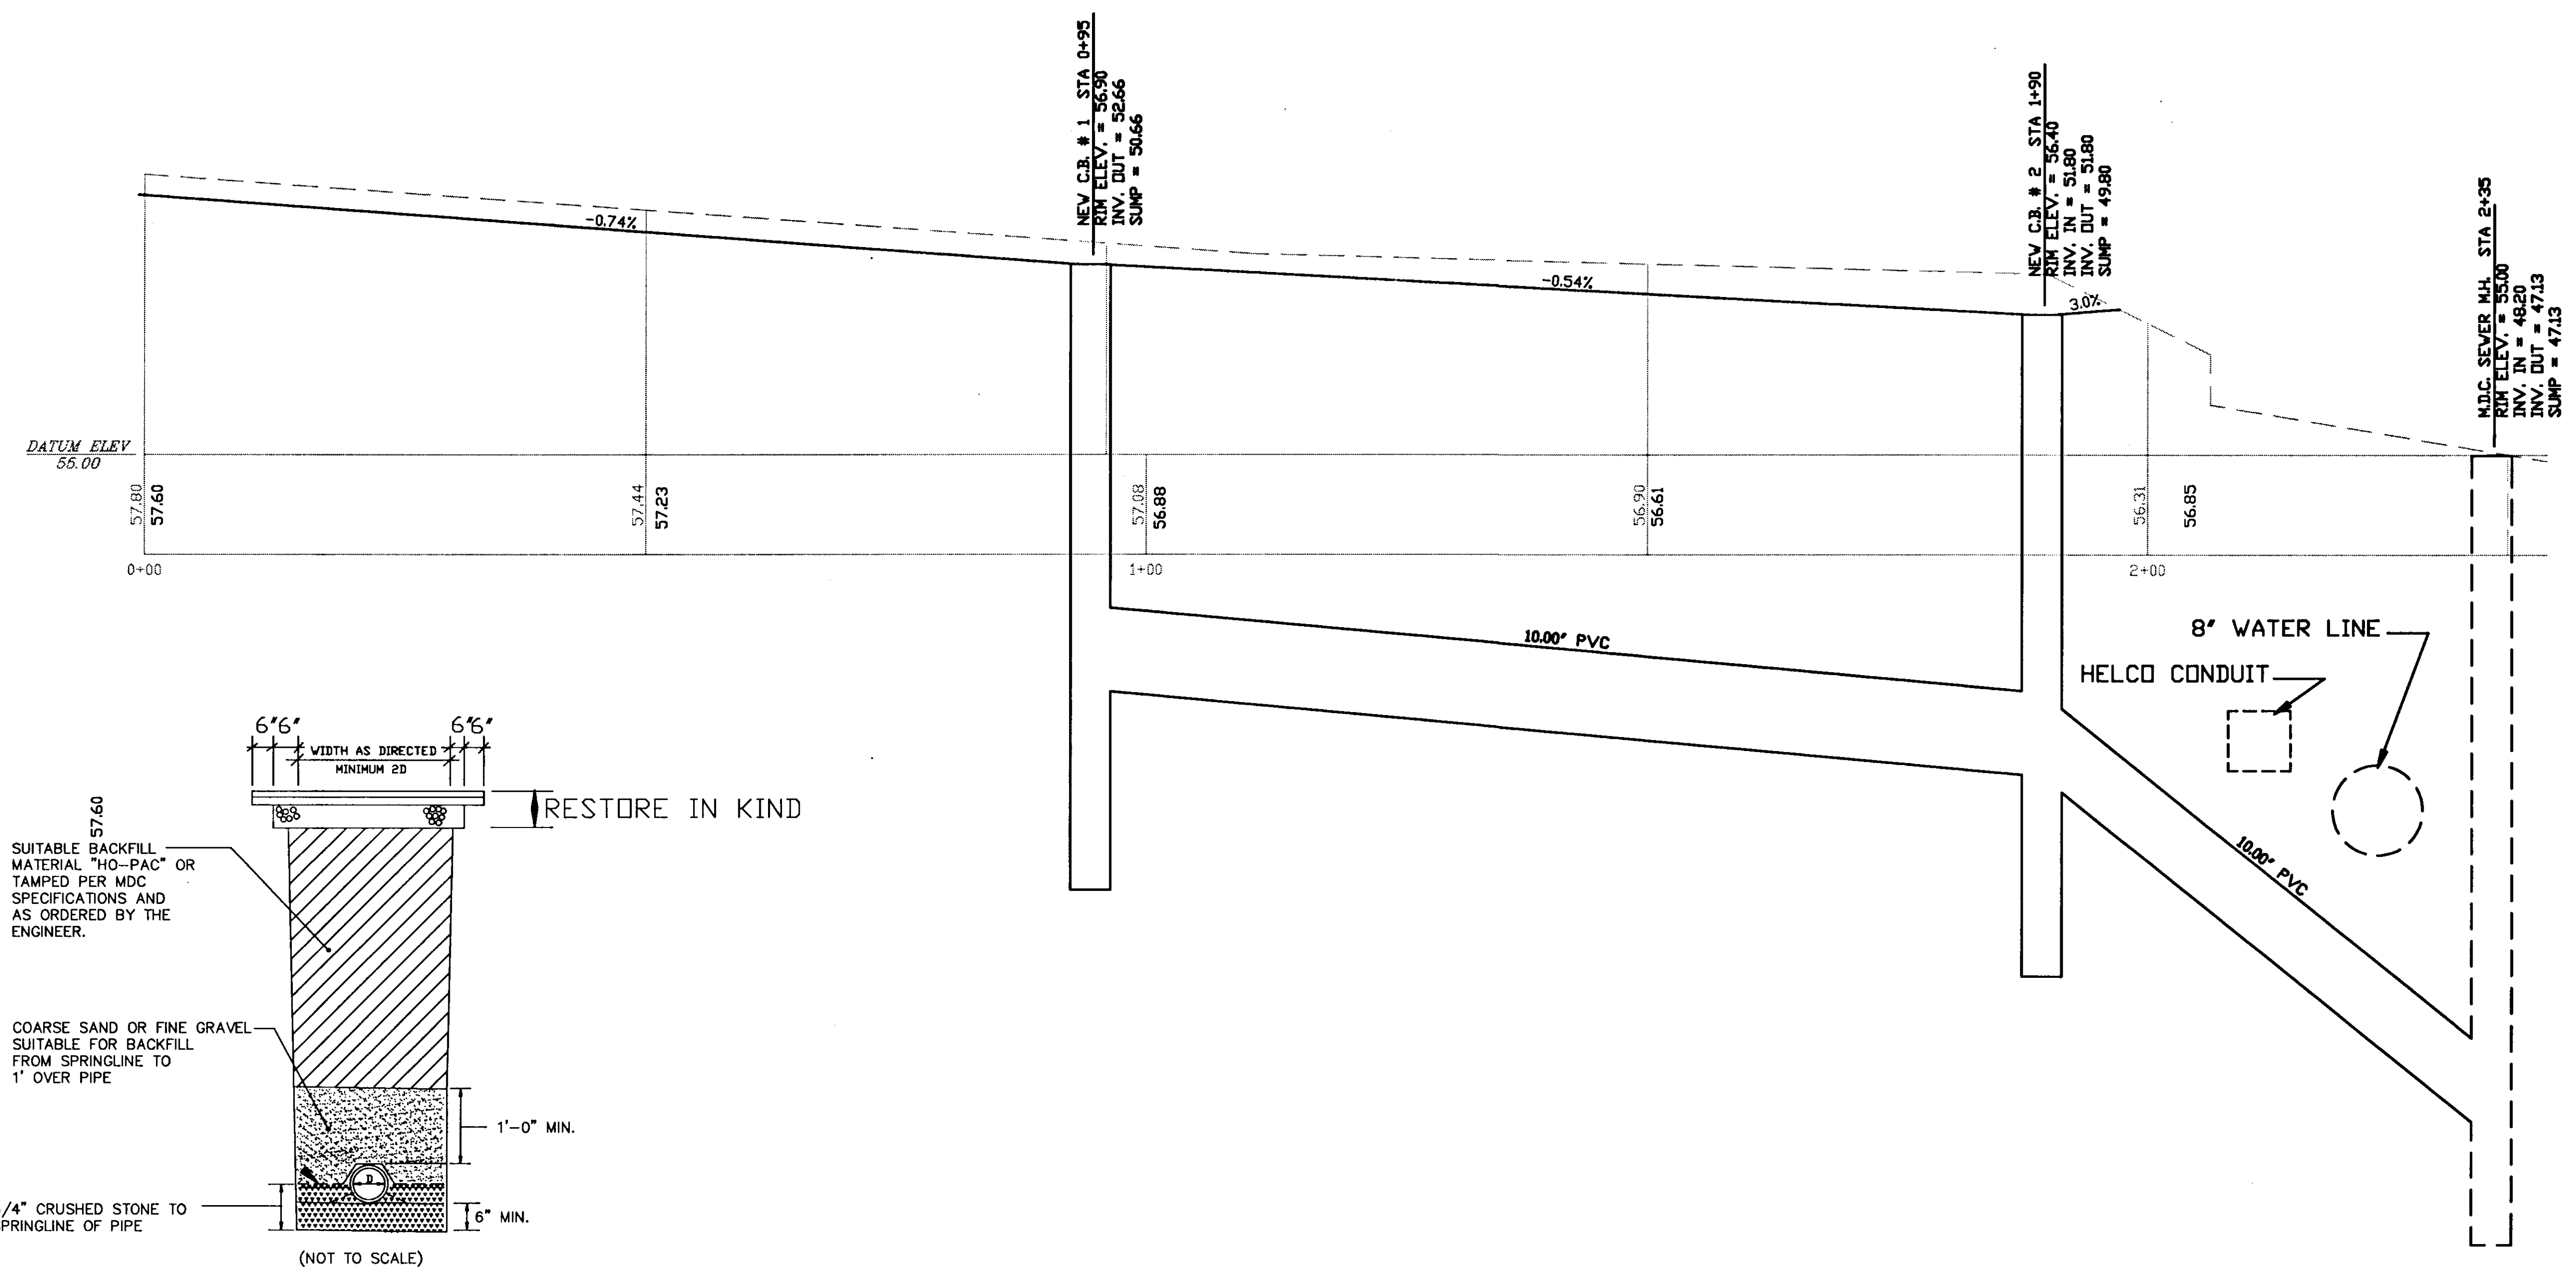 NEW C.B. # 1 STA 0+95
RIM ELEV. = 56.90
INV. OUT = 52.66
SUMP = 50.66
NEW C.B. # 2 STA 1+90
RIM ELEV. = 56.40
INV. IN = 51.80
INV. OUT = 51.80
SUMP = 49.80
M.D.C. SEWER M.H. STA 2+35
RIM ELEV. = 55.00
INV. IN = 48.20
INV. OUT = 47.13
SUMP = 47.13
-0.74%
-0.54%
3.0%
DATUM ELEV
55.00
57.80
57.60
57.44
57.23
57.08
56.88
56.90
56.61
56.31
56.85
0+00
1+00
2+00
10.00" PVC
8" WATER LINE
HELCO CONDUIT
10.00" PVC
6"6"
6"6"
WIDTH AS DIRECTED
MINIMUM 2D
RESTORE IN KIND
57.60
SUITABLE BACKFILL
MATERIAL "HO-PAC" OR
TAMPED PER MDC
SPECIFICATIONS AND
AS ORDERED BY THE
ENGINEER.
COARSE SAND OR FINE GRAVEL
SUITABLE FOR BACKFILL
FROM SPRINGLINE TO
1' OVER PIPE
1'-0" MIN.
D
/4" CRUSHED STONE TO
PRINGLINE OF PIPE
6" MIN.
(NOT TO SCALE)